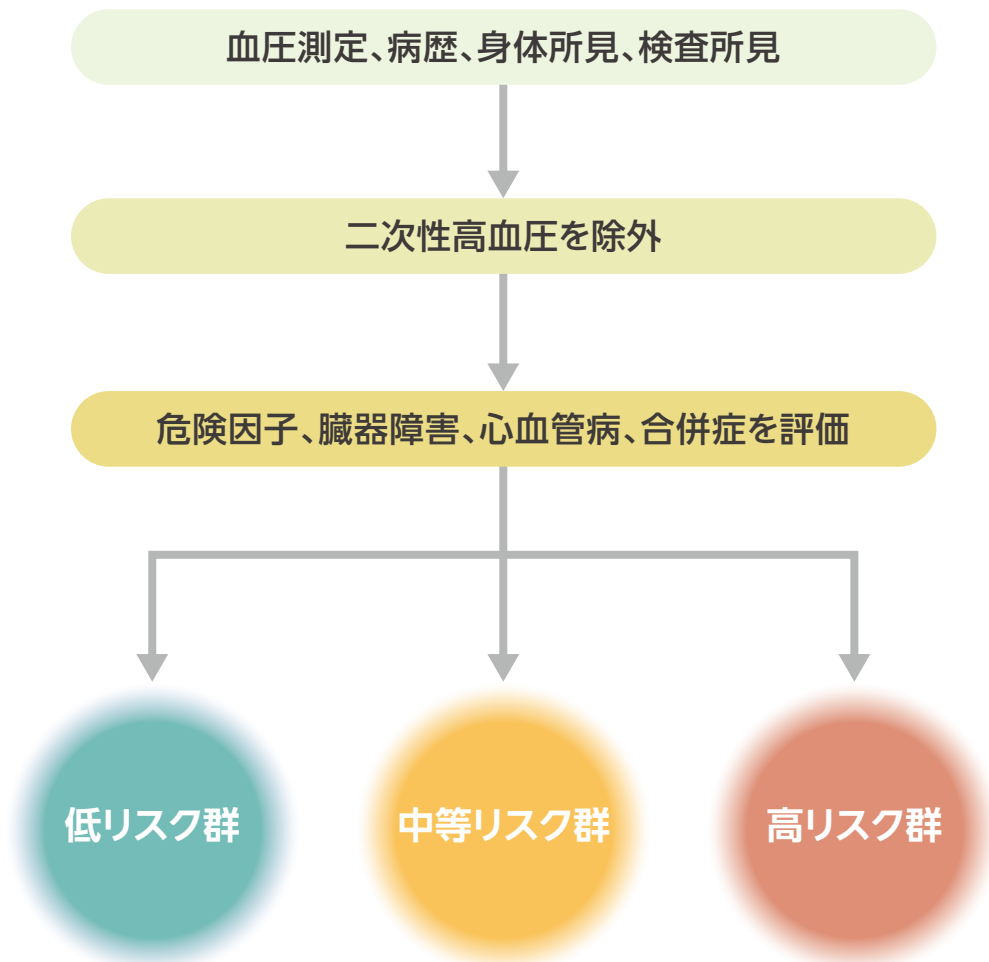 血圧測定、病歴、身体所見、検査所見
二次性高血圧を除外
危険因子、臓器障害、心血管病、合併症を評価
低リスク群
中等リスク群
高リスク群